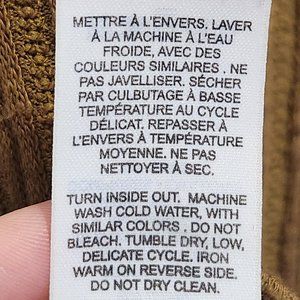 METTRE À L'ENVERS. LAVER
À LA MACHINE À L'EAU
FROIDE, AVEC DES
COULEURS SIMILAIRES . NE
PAS JAVELLISER. SÉCHER
PAR CULBUTAGE À BASSE
TEMPÉRATURE AU CYCLE
DÉLICAT. REPASSER À
L'ENVERS À TEMPÉRATURE
MOYENNE. NE PAS
NETTOYER À SEC.
TURN INSIDE OUT. MACHINE
WASH COLD WATER, WITH
SIMILAR COLORS . DO NOT
BLEACH. TUMBLE DRY, LOW,
DELICATE CYCLE. IRON
WARM ON REVERSE SIDE.
DO NOT DRY CLEAN.